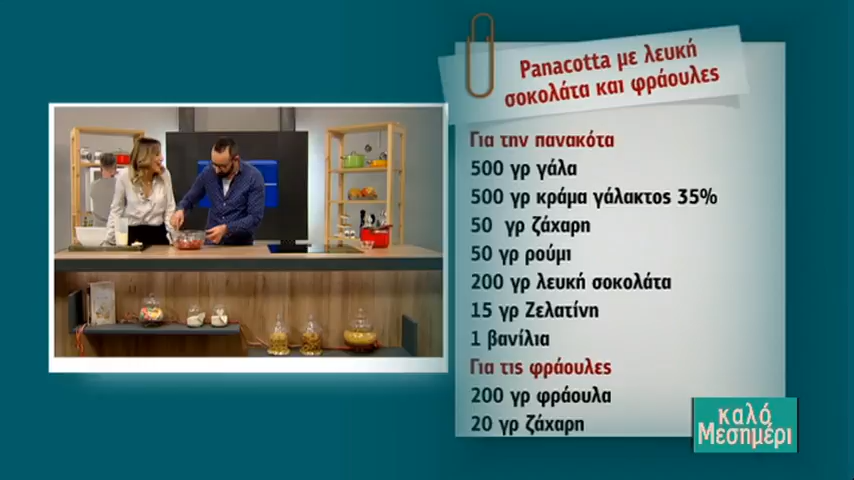 Panacotta με λευκή
σοκολάτα και φράουλες
Για την πανακότα
500 γρ γάλα
500 γρ κράμα γάλακτος 35%
50 γρ ζάχαρη
50 γρ ρούμι
200 γρ λευκή σοκολάτα
15 γρ Ζελατίνη
1 βανίλια
Για τις φράουλες
200 γρ φράουλα
20 γρ ζάχαρη
καλό
Μεσημέρι